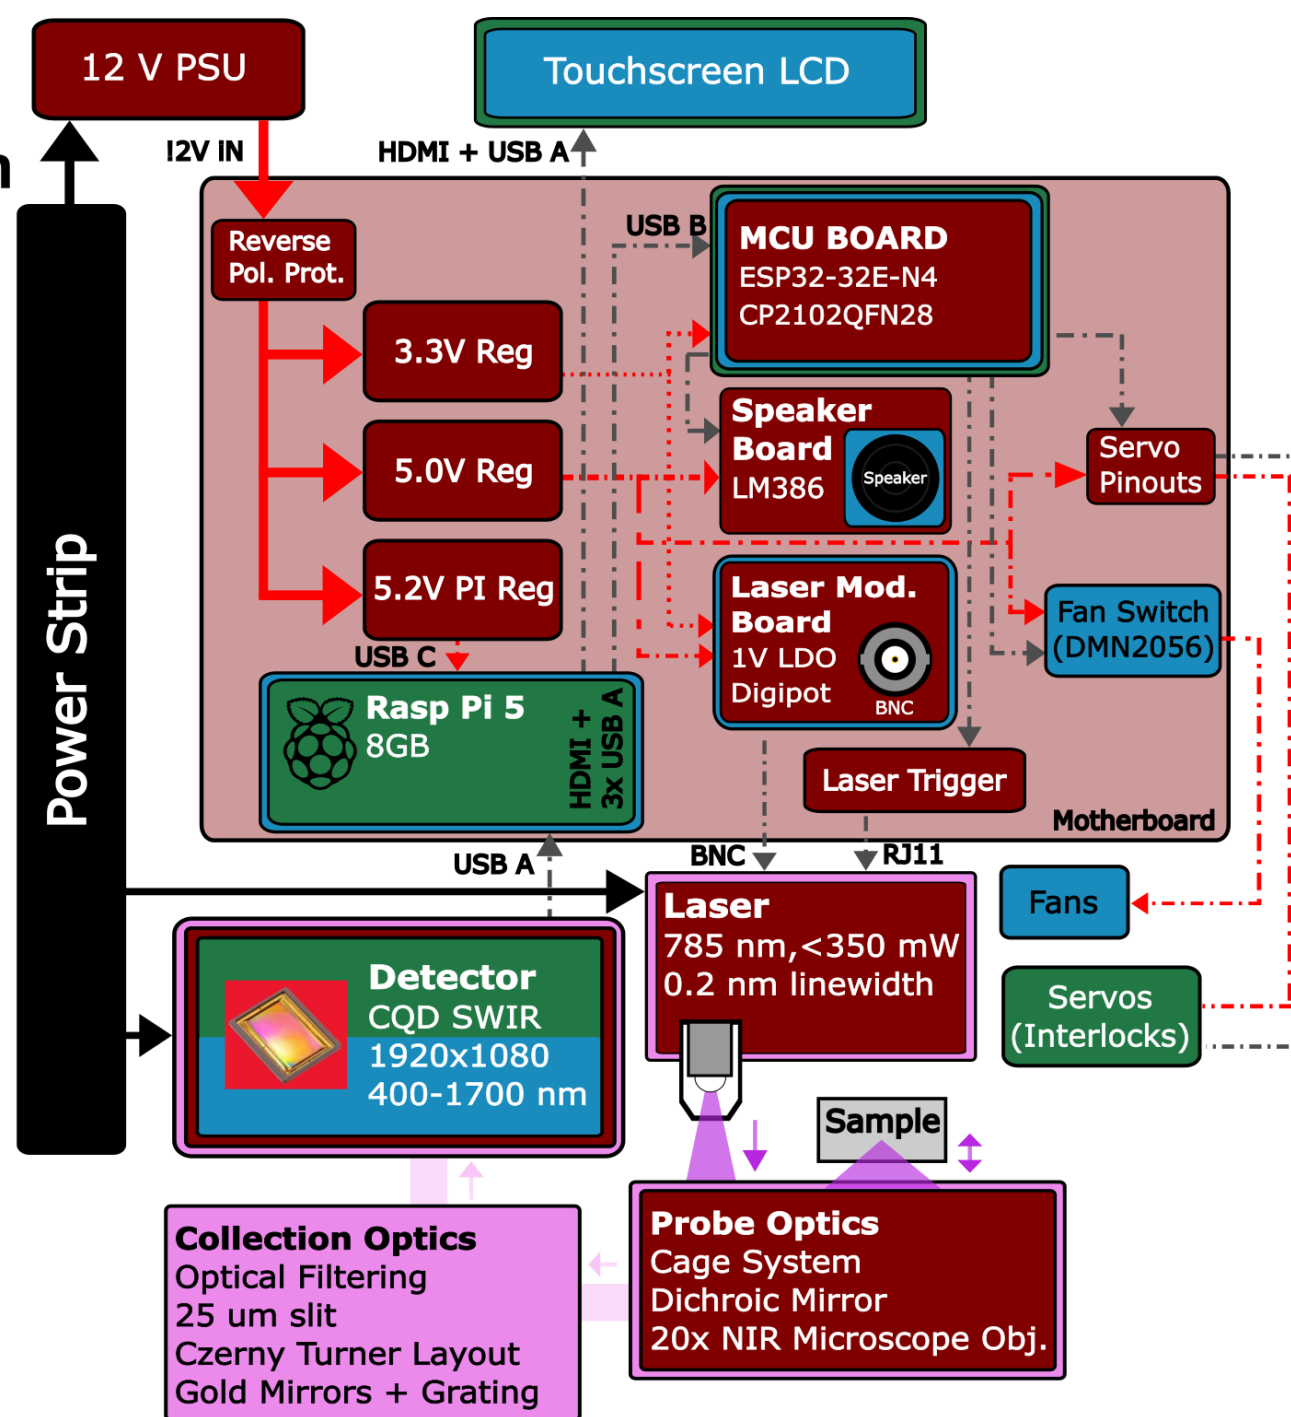 12 V PSU
Touchscreen LCD
!2V iN
HDMI + USB A
USB B
Reverse
Pol. Prot.
MCU BOARD
ESP32-32E-N4
CP2102QFN28
3.3V Reg
Speaker
Board
LM386
Speaker
Servo
Pinouts
5.0V Reg
5.2V PI Reg
Laser Mod.
Board
1V LDO
Digipot
BNC
Fan Switch
(DMN2056)
USB C
Rasp Pi 5
8GB
HDMI +
3x USB A
Laser Trigger
Motherboard
Power Strip
USB A
BNC
RJ11
Laser
785 nm,<350 mW
0.2 nm linewidth
Fans
Detector
CQD SWIR
1920x1080
400-1700 nm
Servos
(Interlocks)
Sample
Collection Optics
Optical Filtering
25 um slit
Czerny Turner Layout
Gold Mirrors + Grating
Probe Optics
Cage System
Dichroic Mirror
20x NIR Microscope Obj.